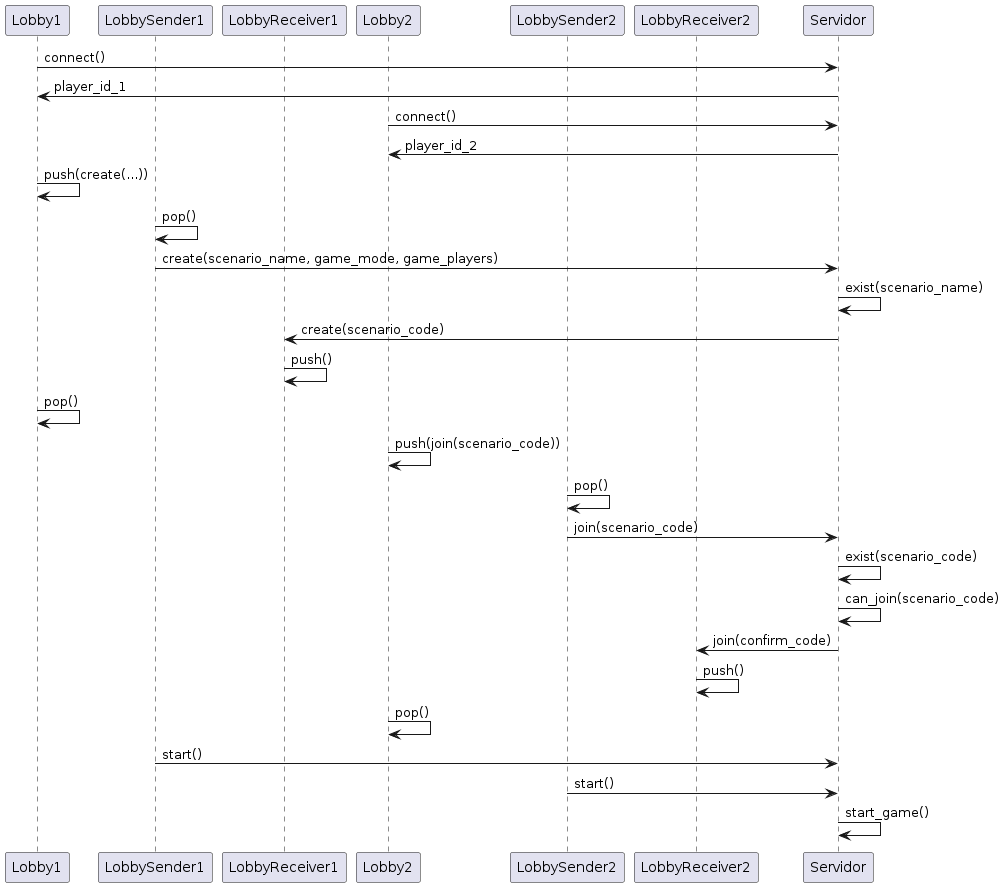 Lobby1 LobbySender1 LobbyReceiver1 Lobby2 LobbySender2 LobbyReceiver2 Servidor
connect()
player_id_1
connect()
player_id_2
push(create(...))
pop()
create(scenario_name, game_mode, game_players)
exist(scenario_name)
create(scenario_code)
push()
pop()
push(join(scenario_code))
pop()
join(scenario_code)
exist(scenario_code)
can_join(scenario_code)
join(confirm_code)
push()
pop()
start()
start()
start_game()
Lobby1 LobbySender1 LobbyReceiver1 Lobby2 LobbySender2 LobbyReceiver2 Servidor